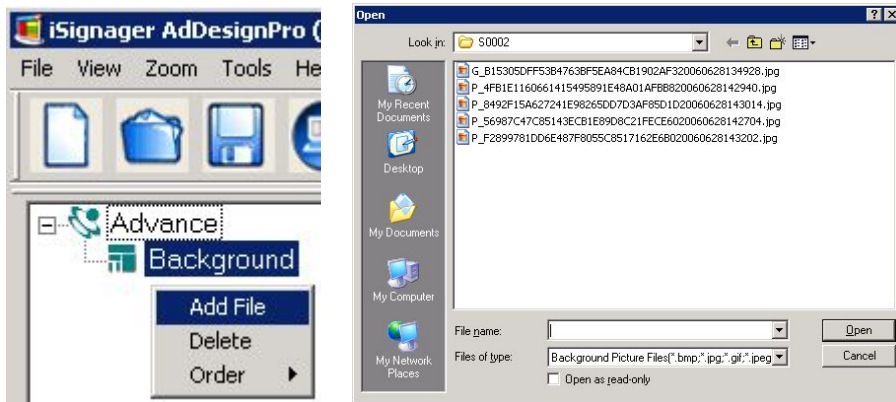 iSignager AdDesignPro (
File View Zoom Tools He
Advance
Background
Add File
Delete
Order
Open
Look in: S0002
G_B15305DFF53B4763BF5EA84CB1902AF320060628134928.jpg
P_4FB1E1160661415495891E48A01AFBB820060628142940.jpg
P_8492F15A627241E98265DD7D3AF85D1D20060628143014.jpg
P_56987C47C85143ECB1E89D8C21FECE6020060628142704.jpg
P_F2899781DD6E487F8055C8517162E6B020060628143202.jpg
My Recent
Documents
Desktop
My Documents
My Computer
My Network
Places
File name:
Open
Files of type: Background Picture Files(*.bmp;*.jpg;*.gif;*.jpeg
Cancel
Open as read-only